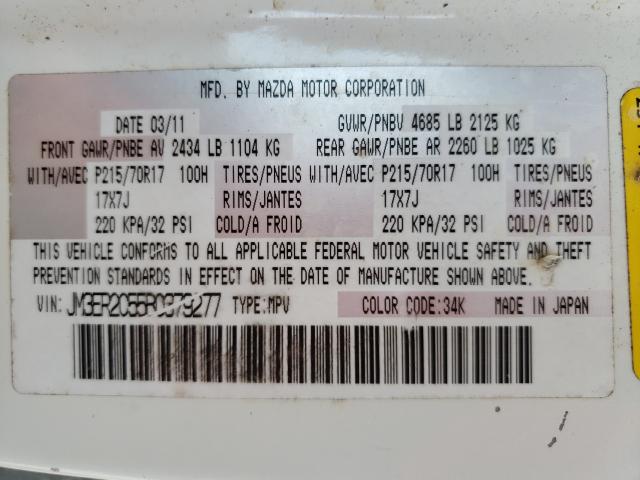 MFD. BY MAZDA MOTOR CORPORATION
DATE 03/11 GVWR/PNBV 4685 LB 2125 KG
FRONT GAWR/PNBE AV 2434 LB 1104 KG REAR GAWR/PNBE AR 2260 LB 1025 KG
WITH/AVEC P215/70R17 100H TIRES/PNEUS WITH/AVEC P215/70R17 100H TIRES/PNEUS
17X7J RIMS/JANTES 17X7J RIMS/JANTES
220 KPA/32 PSI COLD/A FROID 220 KPA/32 PSI COLD/A FROID
THIS VEHICLE CONFORMS TO ALL APPLICABLE FEDERAL MOTOR VEHICLE SAFETY AND THEFT
PREVENTION STANDARDS IN EFFECT ON THE DATE OF MANUFACTURE SHOWN ABOVE.
VIN: TYPE:MPV COLOR CODE:34K MADE IN JAPAN